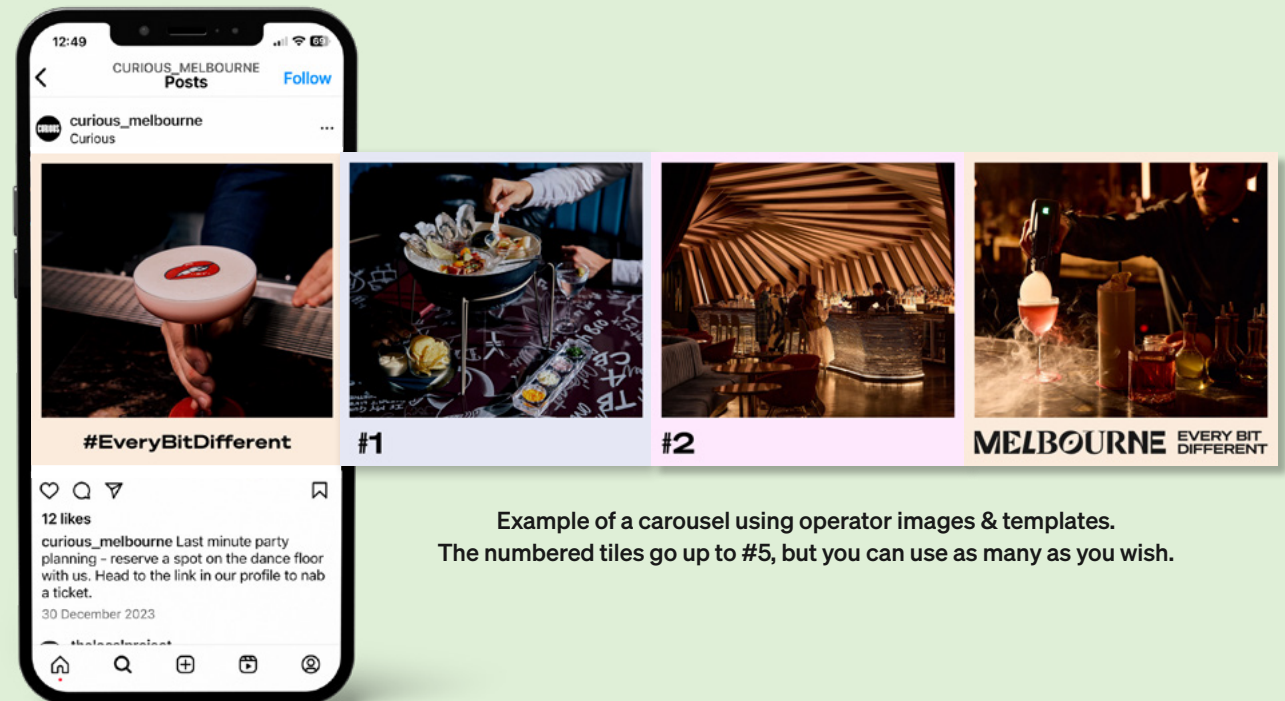 12:49
69
CURIOUS_MELBOURNE
Posts
Follow
CURIOUS
curious_melbourne
Curious
#EveryBitDifferent
#1
#2
MELBOURNE EVERY BIT
DIFFERENT
12 likes
curious_melbourne Last minute party
planning – reserve a spot on the dance floor
with us. Head to the link in our profile to nab
a ticket.
30 December 2023
Example of a carousel using operator images & templates.
The numbered tiles go up to #5, but you can use as many as you wish.